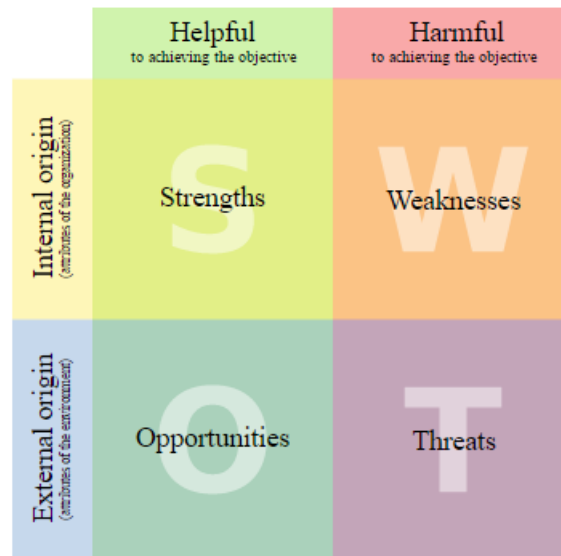 Helpful
to achieving the objective
Harmful
to achieving the objective
Internal origin
(attributes of the organization)
S
Strengths
W
Weaknesses
External origin
(attributes of the environment)
O
Opportunities
T
Threats